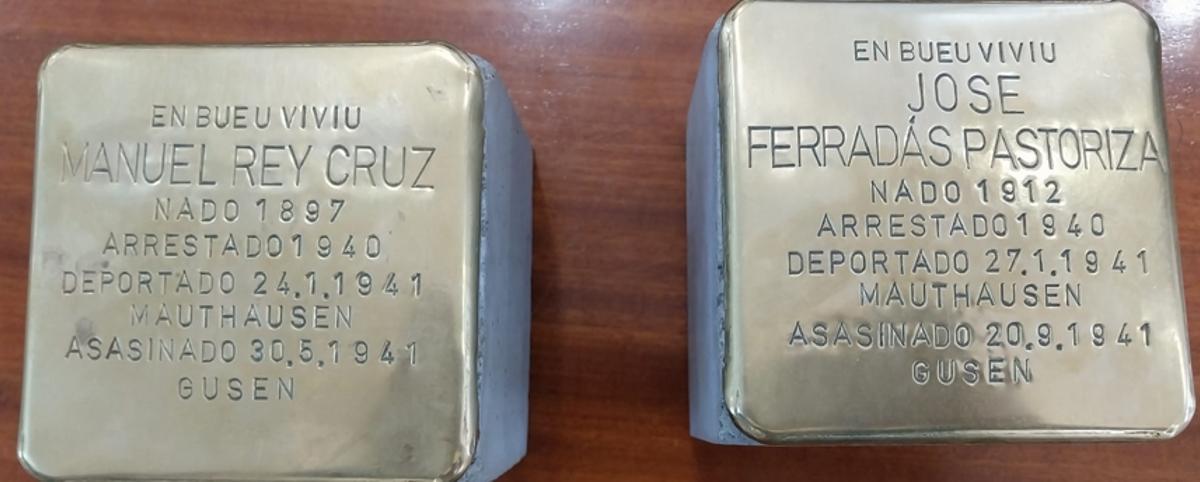 EN BUEU VIVIU
MANUEL REY CRUZ
NADO 1897
ARRESTADO 1940
DEPORTADO 24.1.1941
MAUTHAUSEN
ASASINADO 30.5.1941
GUSEN
EN BUEU VIVIU
JOSE
FERRADÁS PASTORIZA
NADO 1912
ARRESTADO 1940
DEPORTADO 27.1.1941
MAUTHAUSEN
ASASINADO 20.9.1941
GUSEN